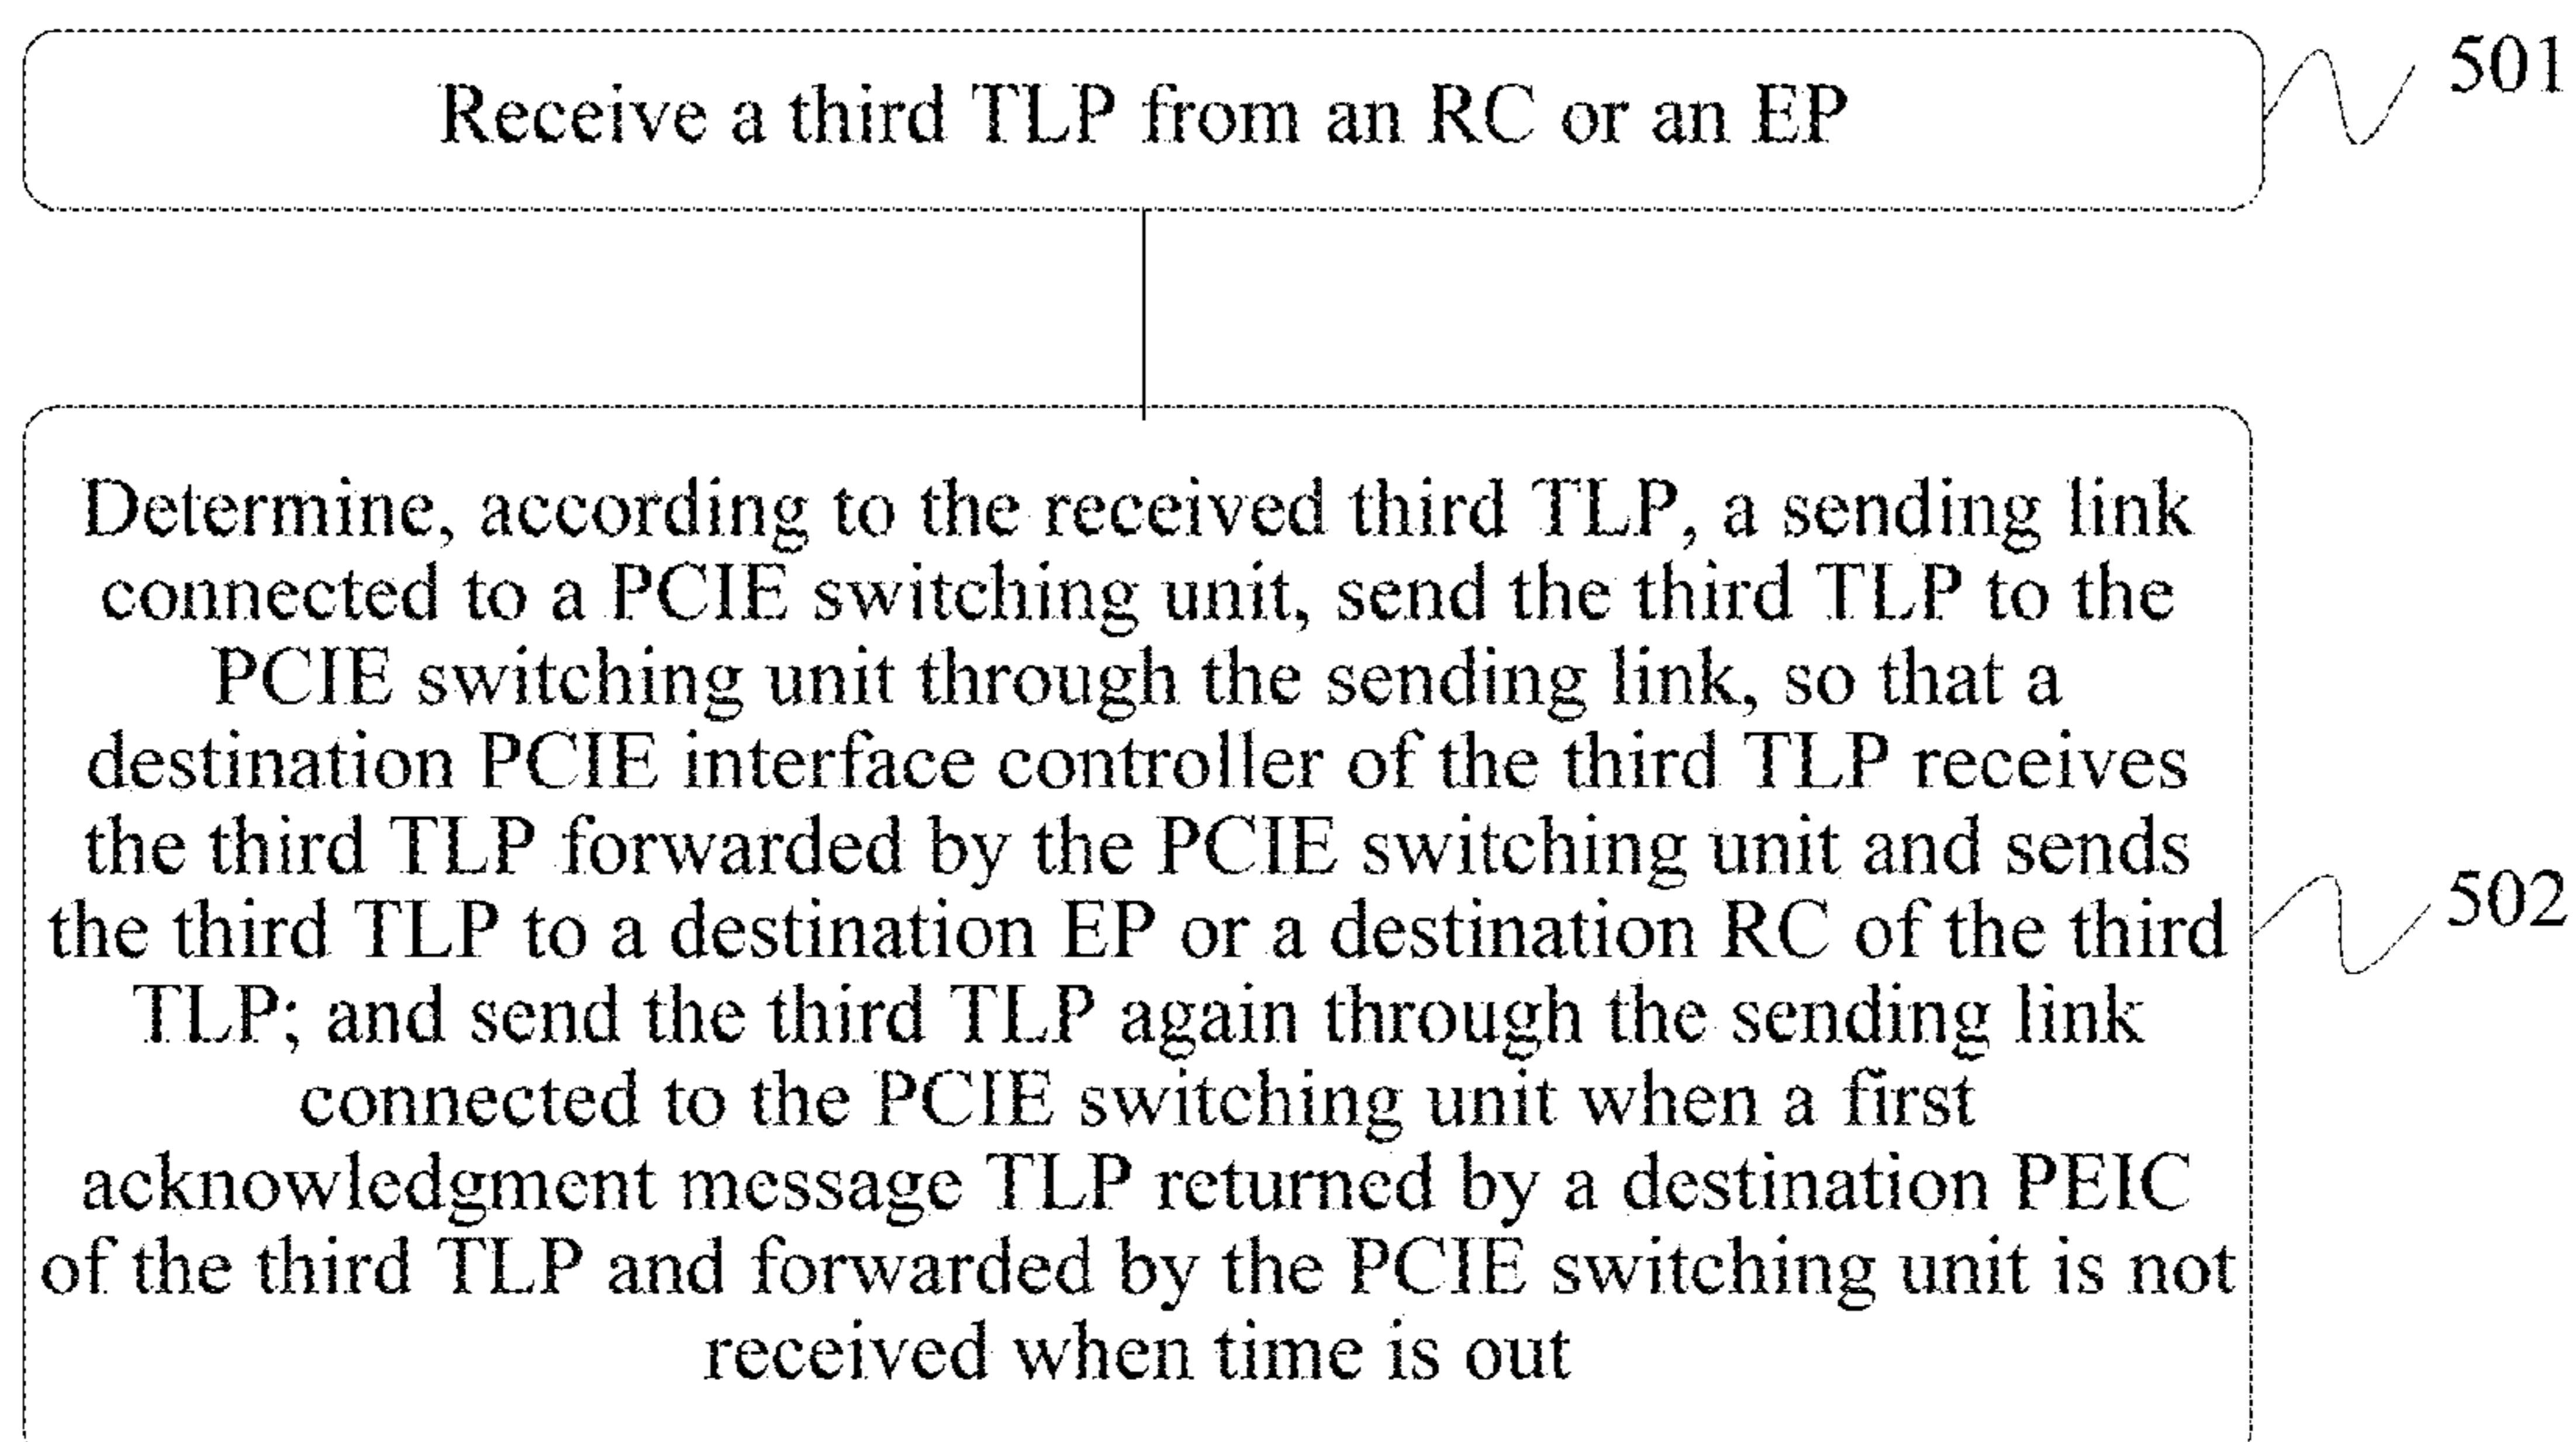 Receive a third TLP from an RC or an EP
501
Determine, according to the received third TLP, a sending link
connected to a PCIE switching unit, send the third TLP to the
PCIE switching unit through the sending link, so that a
destination PCIE interface controller of the third TLP receives
the third TLP forwarded by the PCIE switching unit and sends
the third TLP to a destination EP or a destination RC of the third
TLP; and send the third TLP again through the sending link
connected to the PCIE switching unit when a first
acknowledgment message TLP returned by a destination PEIC
of the third TLP and forwarded by the PCIE switching unit is not
received when time is out
502